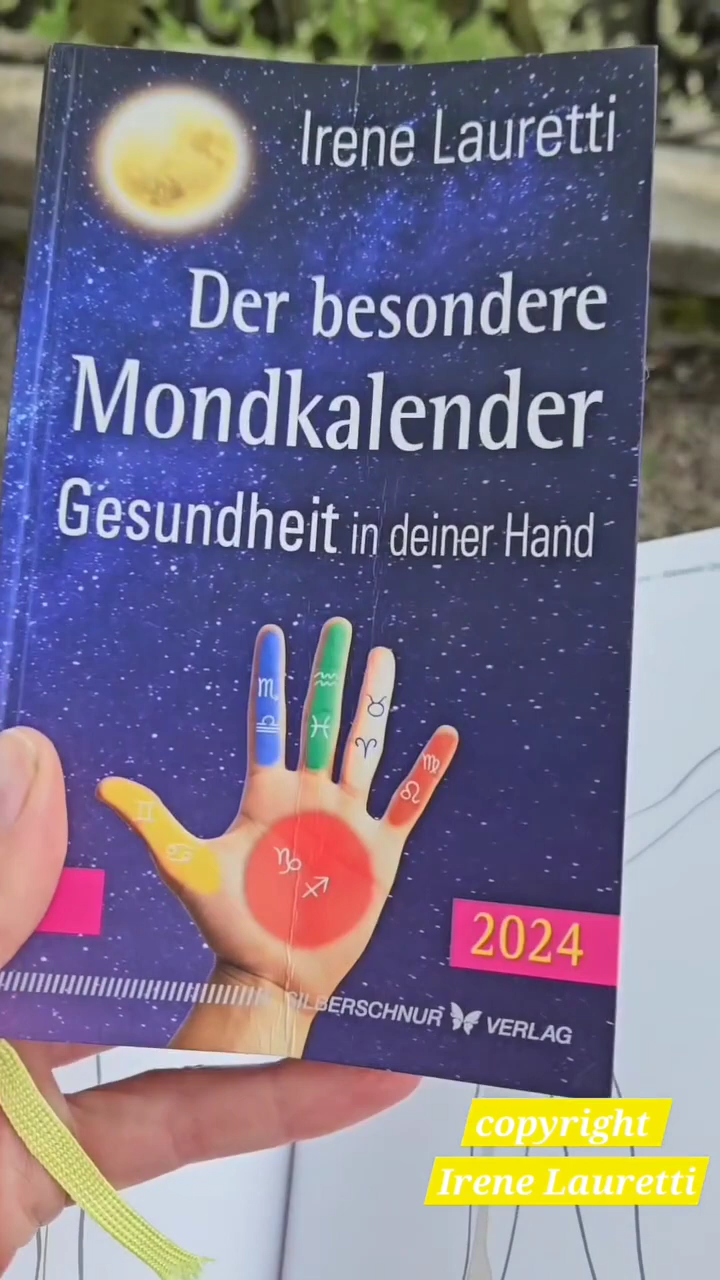 Irene Lauretti
Der besondere
Mondkalender
Gesundheit in deiner Hand
2024
SILBERSCHNUR VERLAG
copyright
Irene Lauretti